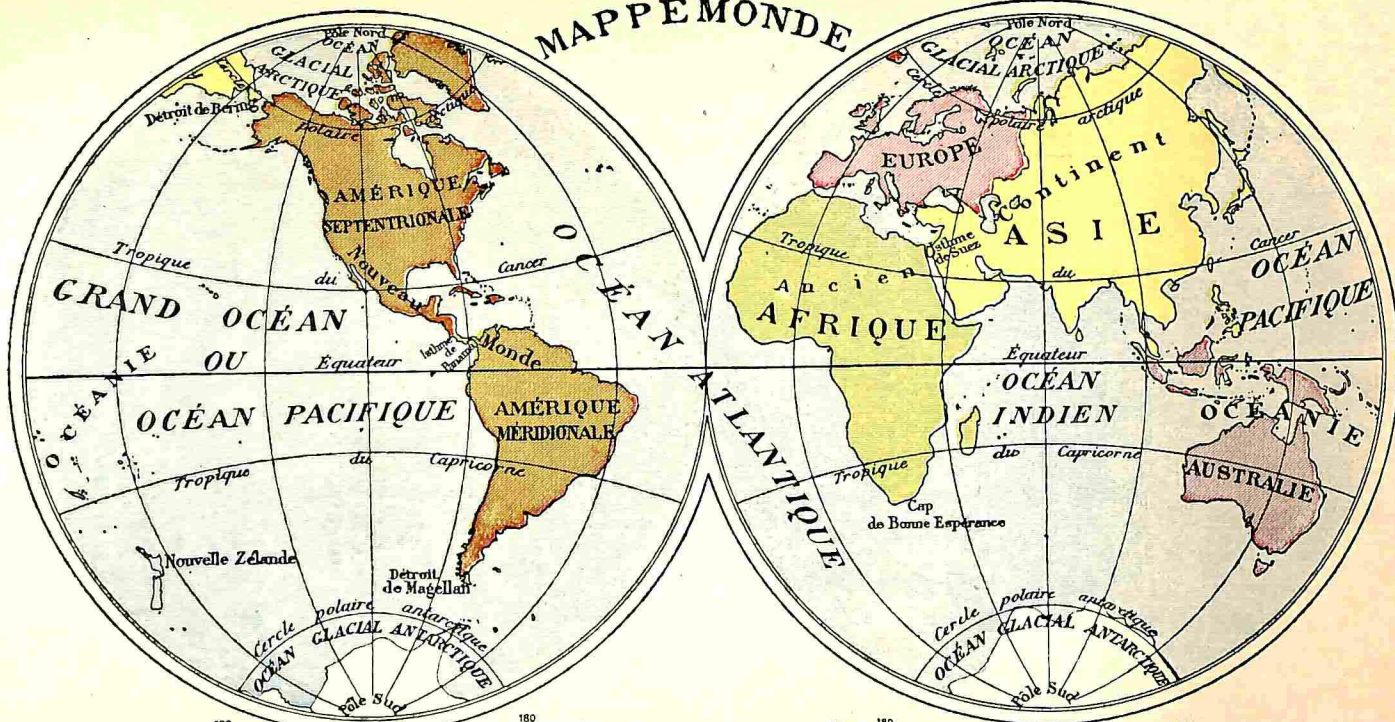 MAPPEMONDE
Pôle Nord
OCÉAN
GLACIAL
ARCTIQUE
Cercle
polaire
arctique
Détroit de Bering
AMÉRIQUE
SEPTENTRIONALE
Nouveau
Monde
Tropique
du
Cancer
GRAND OCÉAN
OU
OCÉAN PACIFIQUE
Équateur
Isthme
de
Panama
OCÉANIE
AMÉRIQUE
MÉRIDIONALE
Tropique
du
Capricorne
Nouvelle Zélande
Détroit
de Magellan
Cercle polaire antarctique
OCÉAN GLACIAL ANTARCTIQUE
Pôle Sud
OCÉAN ATLANTIQUE
Pôle Nord
OCÉAN
GLACIAL ARCTIQUE
Cercle
polaire
arctique
EUROPE
Continent
ASIE
Isthme
de Suez
Tropique
du
Cancer
Ancien
AFRIQUE
OCÉAN
PACIFIQUE
Équateur
OCÉAN
INDIEN
OCÉANIE
AUSTRALIE
Tropique
du
Capricorne
Cap
de Bonne Espérance
Cercle polaire antarctique
OCÉAN GLACIAL ANTARCTIQUE
Pôle Sud
180
180